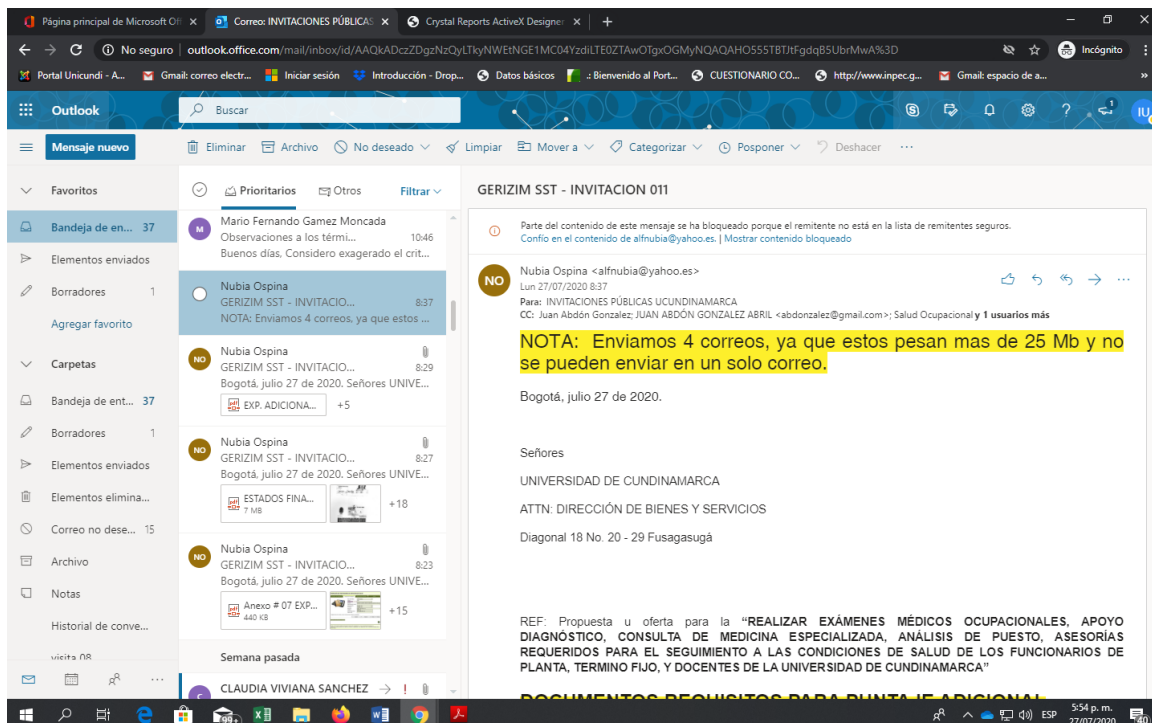 Página principal de Microsoft Off
Correo: INVITACIONES PÚBLICAS
Crystal Reports ActiveX Designer
No seguro | outlook.office.com/mail/inbox/id/
Incógnito
Portal Unicundi - A...
Gmail: correo electr...
Iniciar sesión
Introducción - Drop...
Datos básicos
.: Bienvenido al Port...
CUESTIONARIO CO...
http://www.inpec.g...
Gmail: espacio de a...
»
Outlook
Buscar
1
IU
Mensaje nuevo
Eliminar
Archivo
No deseado
Limpiar
Mover a
Categorizar
Posponer
Deshacer
...
Favoritos
Bandeja de en... 37
Elementos enviados
Borradores 1
Agregar favorito
Carpetas
Bandeja de ent... 37
Borradores 1
Elementos enviados
Elementos elimina...
Correo no dese... 15
Archivo
Notas
Historial de conve...
visita 08
Prioritarios
Otros
Filtrar
M
Mario Fernando Gamez Moncada
Observaciones a los térmi... 10:46
Buenos días, Considero exagerado el crit...
Nubia Ospina
GERIZIM SST - INVITACIO... 8:37
NOTA: Enviamos 4 correos, ya que estos ...
NO
Nubia Ospina
GERIZIM SST - INVITACIO... 8:29
Bogotá, julio 27 de 2020. Señores UNIVE...
EXP. ADICIONA... +5
NO
Nubia Ospina
GERIZIM SST - INVITACIO... 8:27
Bogotá, julio 27 de 2020. Señores UNIVE...
ESTADOS FINA...
7 MB
+18
NO
Nubia Ospina
GERIZIM SST - INVITACIO... 8:23
Bogotá, julio 27 de 2020. Señores UNIVE...
Anexo # 07 EXP...
440 KB
+15
Semana pasada
CLAUDIA VIVIANA SANCHEZ
GERIZIM SST - INVITACION 011
Parte del contenido de este mensaje se ha bloqueado porque el remitente no está en la lista de remitentes seguros.
Confío en el contenido de alfnubia@yahoo.es. | Mostrar contenido bloqueado
NO
Nubia Ospina <alfnubia@yahoo.es>
Lun 27/07/2020 8:37
Para: INVITACIONES PÚBLICAS UCUNDINAMARCA
CC: Juan Abdón Gonzalez; JUAN ABDÓN GONZALEZ ABRIL <abdonzalez@gmail.com>; Salud Ocupacional y 1 usuarios más
NOTA: Enviamos 4 correos, ya que estos pesan mas de 25 Mb y no
se pueden enviar en un solo correo.
Bogotá, julio 27 de 2020.
Señores
UNIVERSIDAD DE CUNDINAMARCA
ATTN: DIRECCIÓN DE BIENES Y SERVICIOS
Diagonal 18 No. 20 - 29 Fusagasugá
REF: Propuesta u oferta para la “REALIZAR EXÁMENES MÉDICOS OCUPACIONALES, APOYO
DIAGNÓSTICO, CONSULTA DE MEDICINA ESPECIALIZADA, ANÁLISIS DE PUESTO, ASESORÍAS
REQUERIDOS PARA EL SEGUIMIENTO A LAS CONDICIONES DE SALUD DE LOS FUNCIONARIOS DE
PLANTA, TERMINO FIJO, Y DOCENTES DE LA UNIVERSIDAD DE CUNDINAMARCA”
DOCUMENTOS REQUISITOS PARA PUNTAJE ADICIONAL
99+
ESP
5:54 p. m.
27/07/2020
40